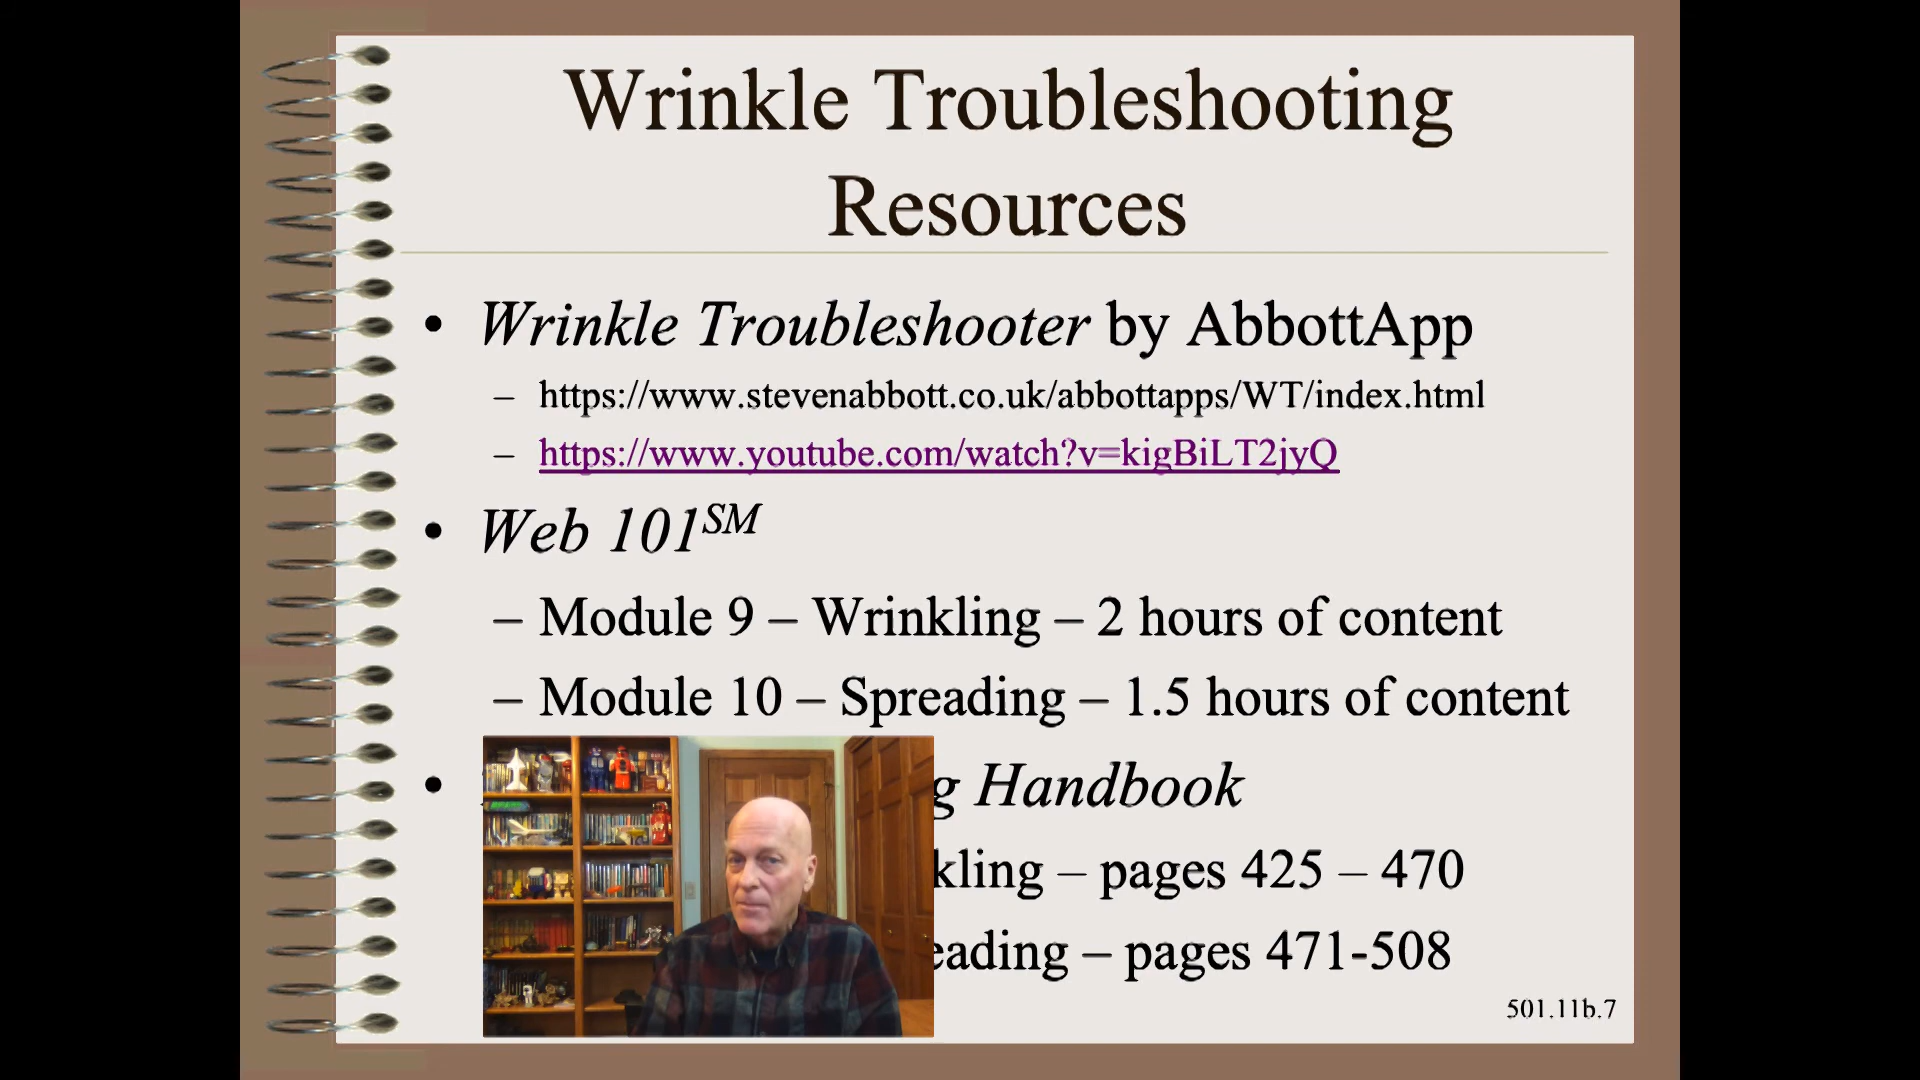 Wrinkle Troubleshooting
Resources
• Wrinkle Troubleshooter by AbbottApp
– https://www.stevenabbott.co.uk/abbottapps/WT/index.html
– https://www.youtube.com/watch?v=kigBiLT2jyQ
• Web 101SM
– Module 9 – Wrinkling – 2 hours of content
– Module 10 – Spreading – 1.5 hours of content
• g Handbook
kling – pages 425 – 470
eading – pages 471-508
501.11b.7